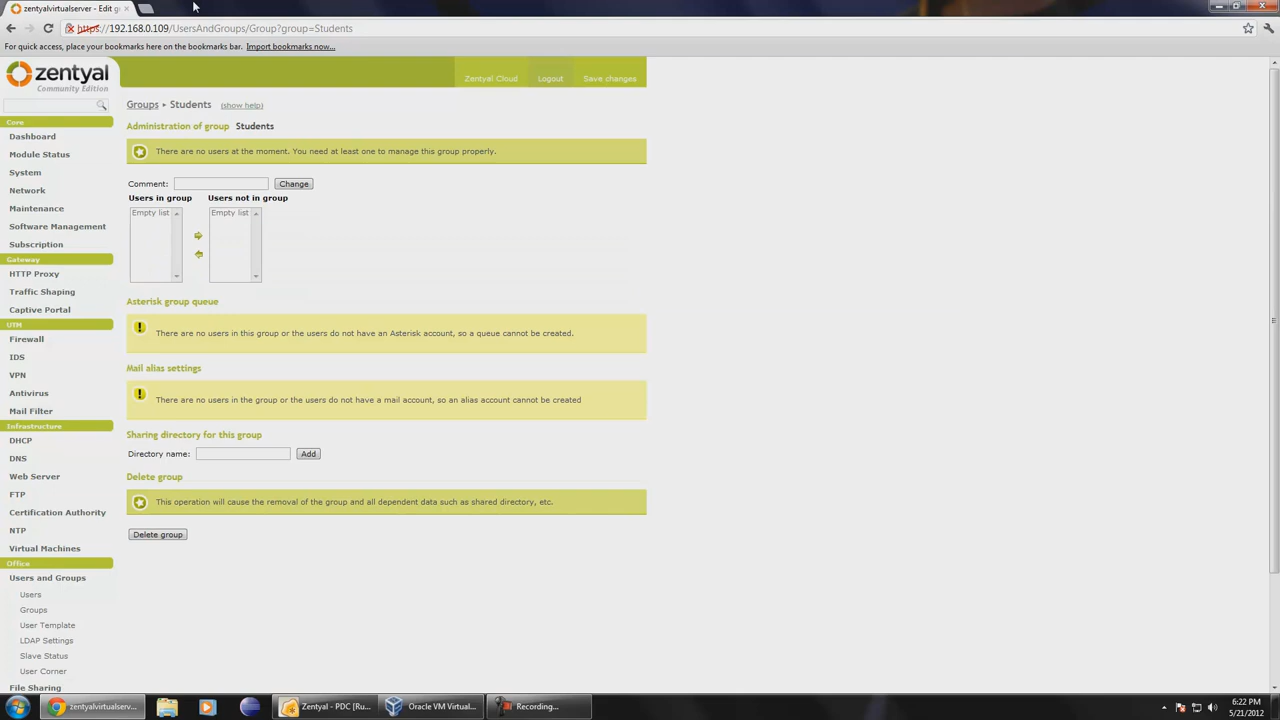 zentyalvirtualserver - Edit g
https://192.168.0.109/UsersAndGroups/Group?group=Students
For quick access, place your bookmarks here on the bookmarks bar. Import bookmarks now...
zentyal
Community Edition
Zentyal Cloud
Logout
Save changes
Core
Dashboard
Module Status
System
Network
Maintenance
Software Management
Subscription
Gateway
HTTP Proxy
Traffic Shaping
Captive Portal
UTM
Firewall
IDS
VPN
Antivirus
Mail Filter
Infrastructure
DHCP
DNS
Web Server
FTP
Certification Authority
NTP
Virtual Machines
Office
Users and Groups
Users
Groups
User Template
LDAP Settings
Slave Status
User Corner
File Sharing
Groups ▸ Students (show help)
Administration of group Students
There are no users at the moment. You need at least one to manage this group properly.
Comment: Change
Users in group Users not in group
Empty list Empty list
Asterisk group queue
There are no users in this group or the users do not have an Asterisk account, so a queue cannot be created.
Mail alias settings
There are no users in the group or the users do not have a mail account, so an alias account cannot be created
Sharing directory for this group
Directory name: Add
Delete group
This operation will cause the removal of the group and all dependent data such as shared directory, etc.
Delete group
zentyalvirtualserv...
Zentyal - PDC [Ru...
Oracle VM Virtual...
Recording...
6:22 PM
5/21/2012